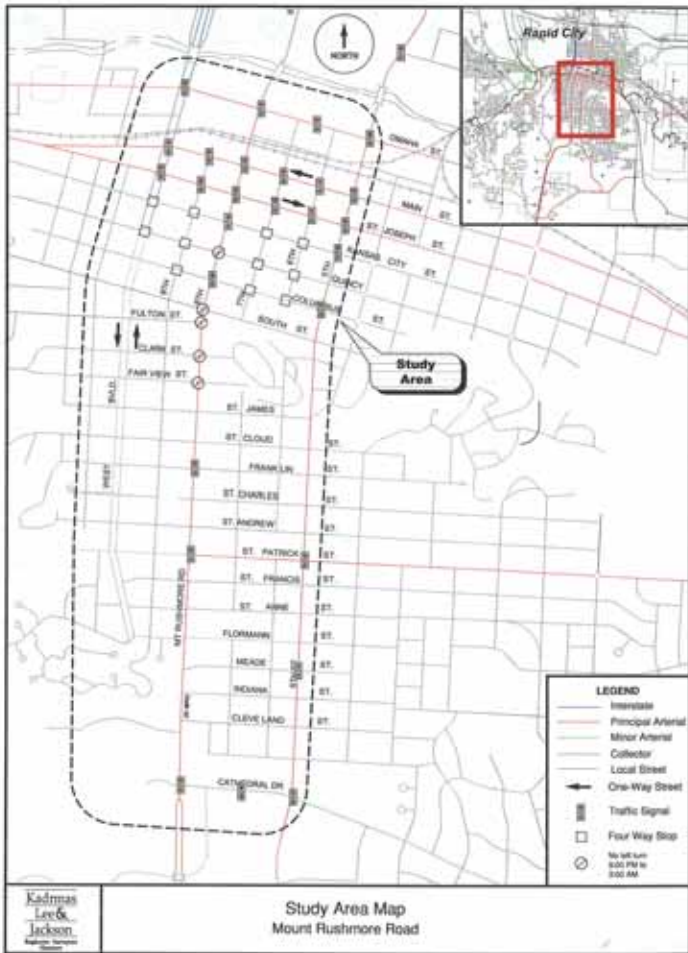 Rapid City
NORTH
OMAHA ST.
MAIN ST.
ST. JOSEPH ST.
KANSAS CITY ST.
QUINCY ST.
COLUMBUS
SOUTH ST.
8TH
7TH
6TH
5TH
FULTON ST.
CLARK ST.
FAIR VIEW ST.
Study
Area
WEST BVLD.
ST. JAMES
ST. CLOUD ST.
FRANKLIN ST.
ST. CHARLES ST.
ST. ANDREW ST.
ST. PATRICK ST
ST. FRANCIS ST.
ST. ANNE ST.
FLORMANN ST.
MEADE ST.
INDIANA ST.
CLEVELAND ST.
MT RUSHMORE RD
CATHEDRAL DR
LEGEND
Interstate
Principal Arterial
Minor Arterial
Collector
Local Street
One-Way Street
Traffic Signal
Four Way Stop
No left turn
Kadrmas
Lee &
Jackson
Study Area Map
Mount Rushmore Road